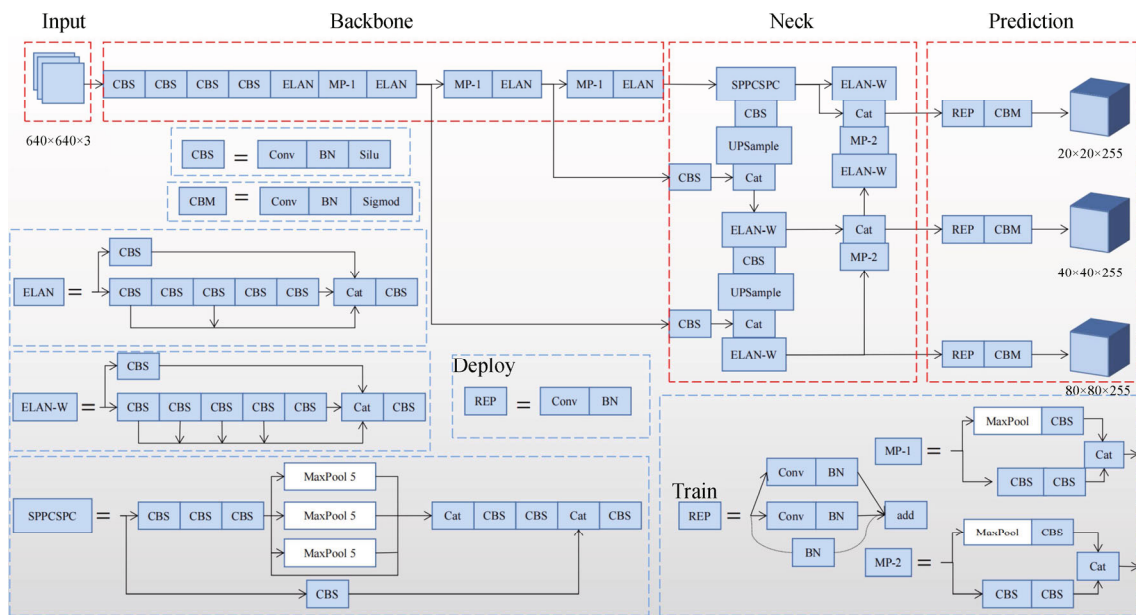 Input Backbone Neck Prediction
CBS CBS CBS CBS ELAN MP-1 ELAN MP-1 ELAN MP-1 ELAN
640×640×3
SPPCSPC ELAN-W
CBS Cat
UPSample MP-2
CBS Cat ELAN-W
ELAN-W Cat
CBS MP-2
UPSample
CBS Cat
ELAN-W
REP CBM
20×20×255
REP CBM
40×40×255
REP CBM
80×80×255
CBS = Conv BN Silu
CBM = Conv BN Sigmod
CBS
ELAN = CBS CBS CBS CBS CBS Cat CBS
CBS
ELAN-W = CBS CBS CBS CBS CBS Cat CBS
Deploy
REP = Conv BN
MaxPool 5
SPPCSPC = CBS CBS CBS MaxPool 5 Cat CBS CBS Cat CBS
MaxPool 5
CBS
Train
Conv BN
REP = Conv BN add
BN
MaxPool CBS
MP-1 = Cat
CBS CBS
MaxPool CBS
MP-2 = Cat
CBS CBS